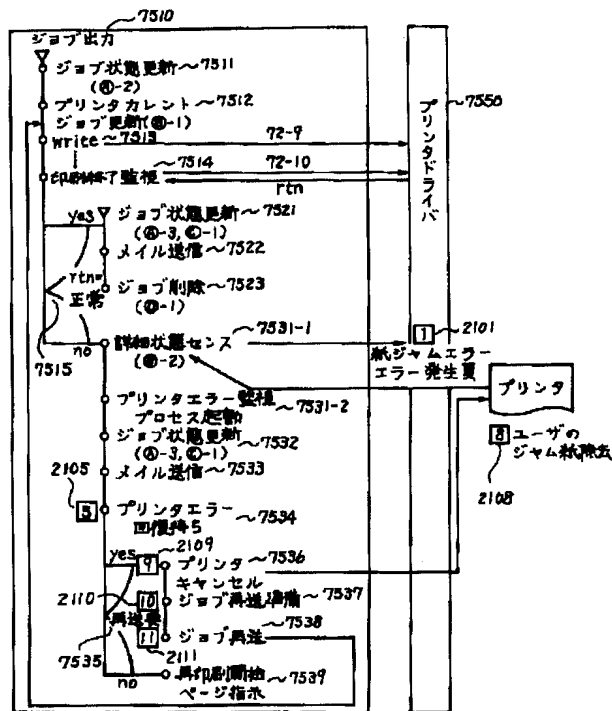 7510
ジョブ出力
ジョブ状態更新 7511
(Ⓐ-2)
プリンタカレント 7512
ジョブ更新(Ⓑ-1)
write 7513
72-9
印刷終了監視 7514
72-10
rtn
プリンタドライバ
7550
yes
ジョブ状態更新 7521
(Ⓐ-3, Ⓒ-1)
メイル送信 7522
rtn=
正常
ジョブ削除 7523
(Ⓓ-1)
7515
no
詳細状態センス 7531-1
(Ⓑ-2)
1 2101
紙ジャムエラー
エラー発生頁
プリンタ
プリンタエラー監視
プロセス起動 7531-2
ジョブ状態更新 7532
(Ⓐ-3, Ⓒ-1)
8 ユーザの
ジャム紙除去
2108
メイル送信 7533
2105
5
プリンタエラー 7534
回復待ち
yes
2109
9 プリンタ 7536
キャンセル
2110
10 ジョブ再送準備 7537
再送要
11 ジョブ再送 7538
2111
7535
no
再印刷開始 7539
ページ指示